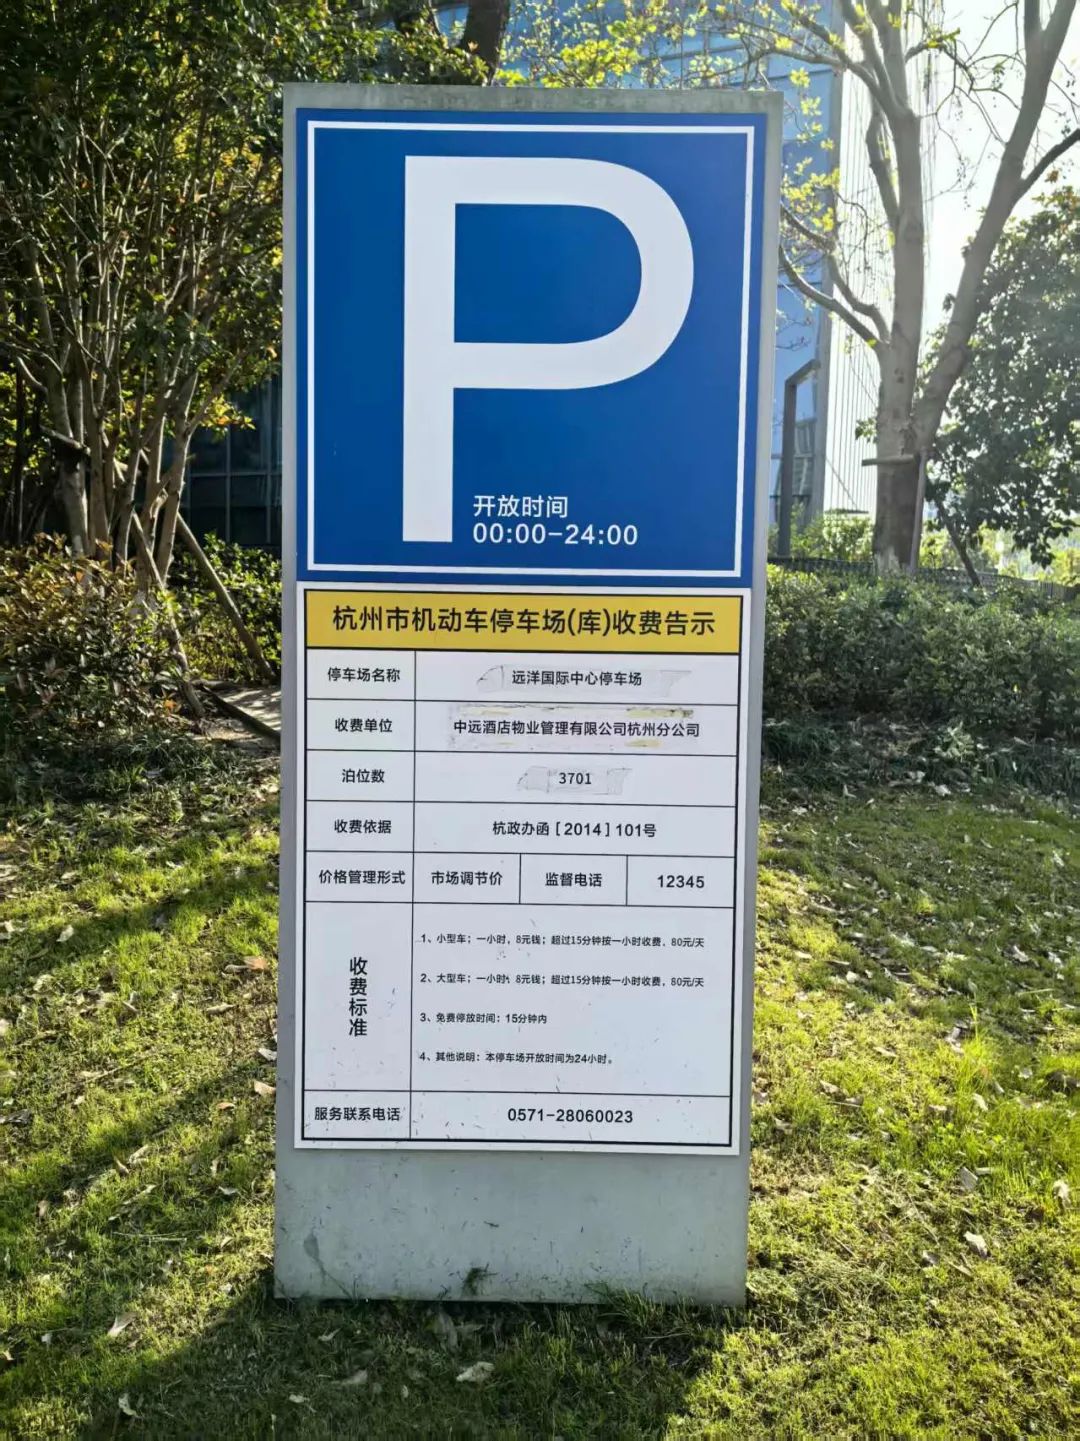 P
开放时间
00:00-24:00
杭州市机动车停车场(库)收费告示
停车场名称 远洋国际中心停车场
收费单位 中远酒店物业管理有限公司杭州分公司
泊位数 3701
收费依据 杭政办函[2014]101号
价格管理形式 市场调节价 监督电话 12345
收费标准
1、小型车；一小时，8元钱；超过15分钟按一小时收费，80元/天
2、大型车；一小时，8元钱；超过15分钟按一小时收费，80元/天
3、免费停放时间：15分钟内
4、其他说明：本停车场开放时间为24小时。
服务联系电话 0571-28060023